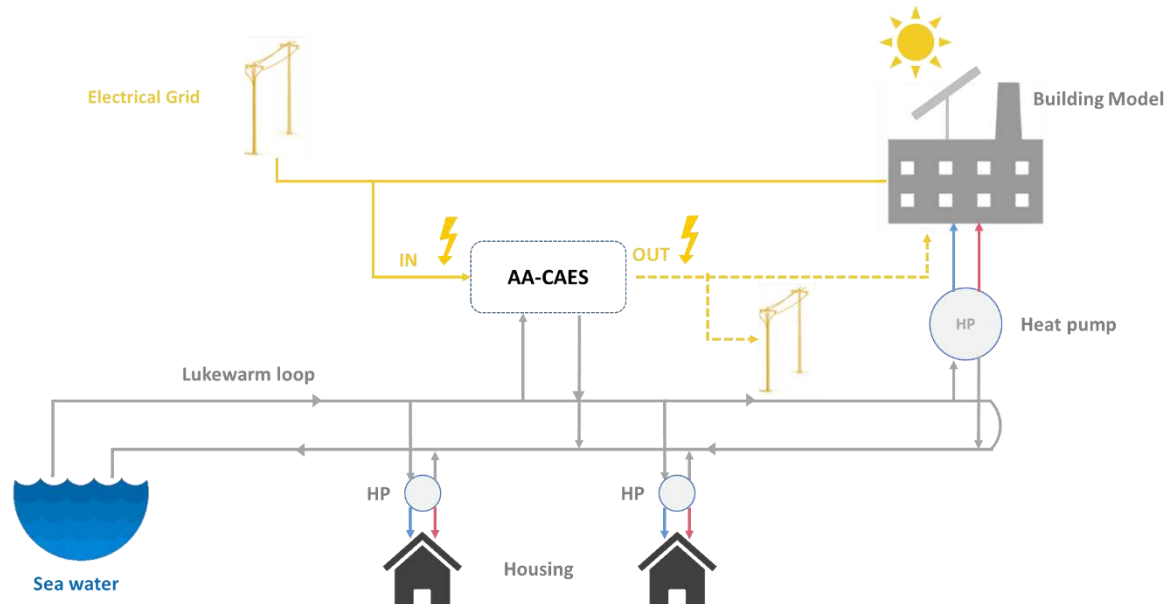 Electrical Grid
Building Model
IN
OUT
AA-CAES
HP
Heat pump
Lukewarm loop
HP
HP
Housing
Sea water